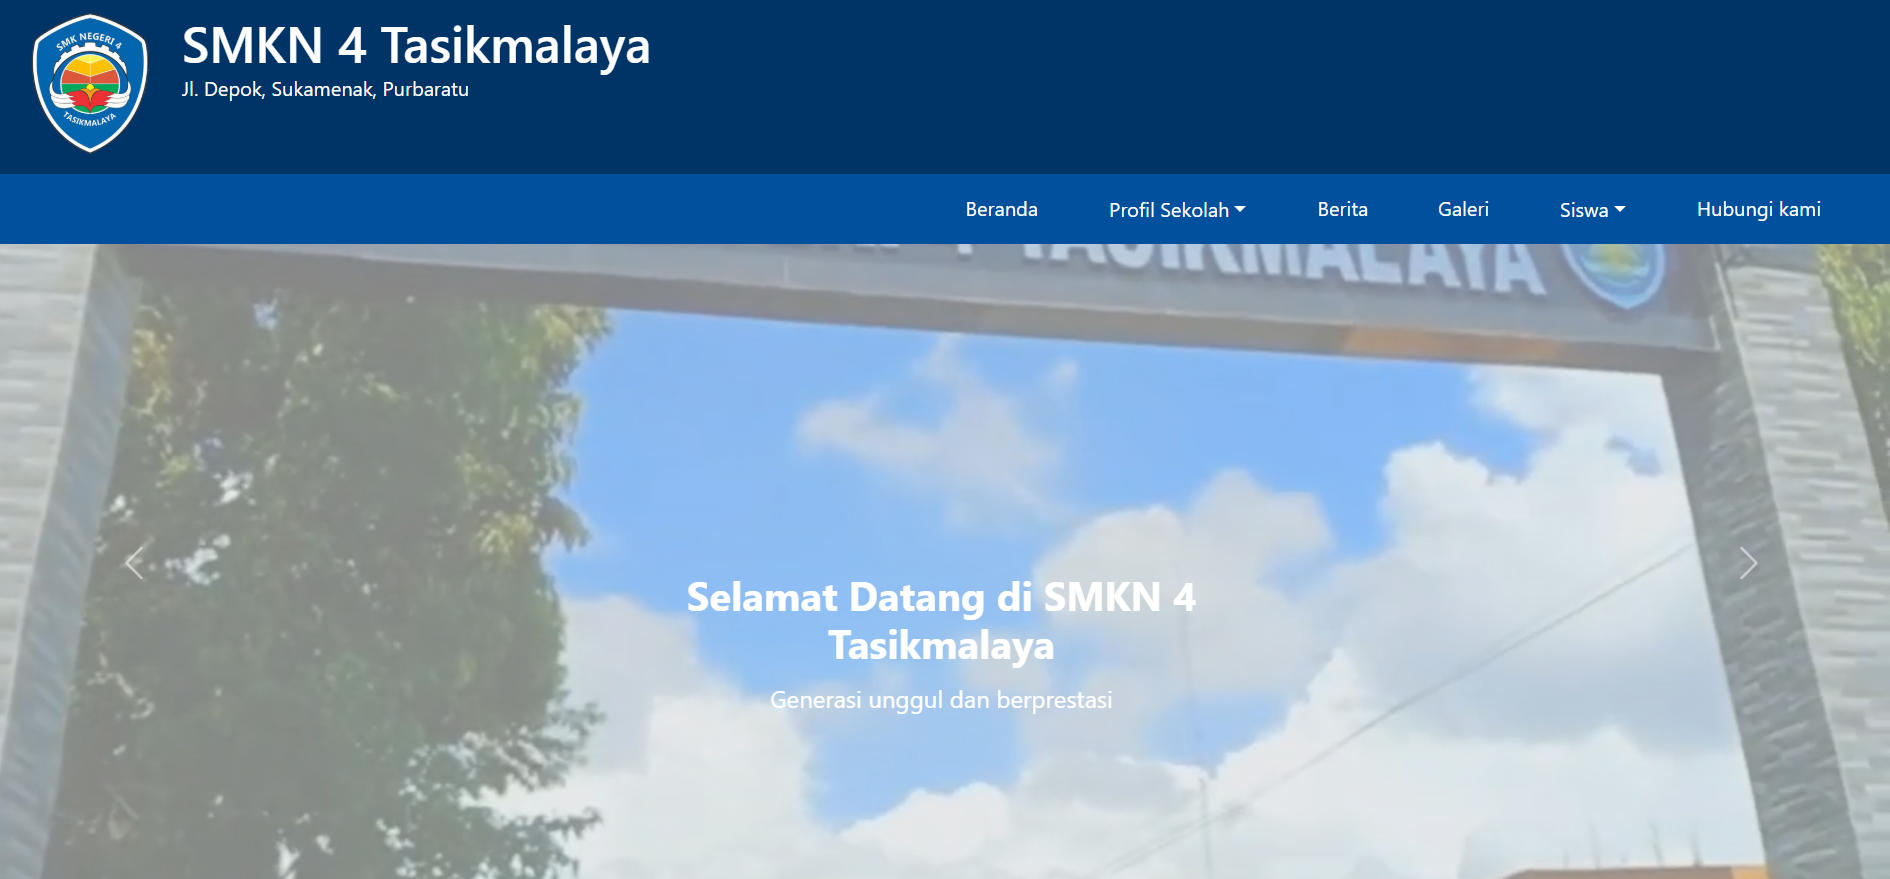 SMK NEGERI 4
TASIKMALAYA
SMKN 4 Tasikmalaya
Jl. Depok, Sukamenak, Purbaratu
Beranda
Profil Sekolah
Berita
Galeri
Siswa
Hubungi kami
4 TASIKMALAYA
Selamat Datang di SMKN 4
Tasikmalaya
Generasi unggul dan berprestasi